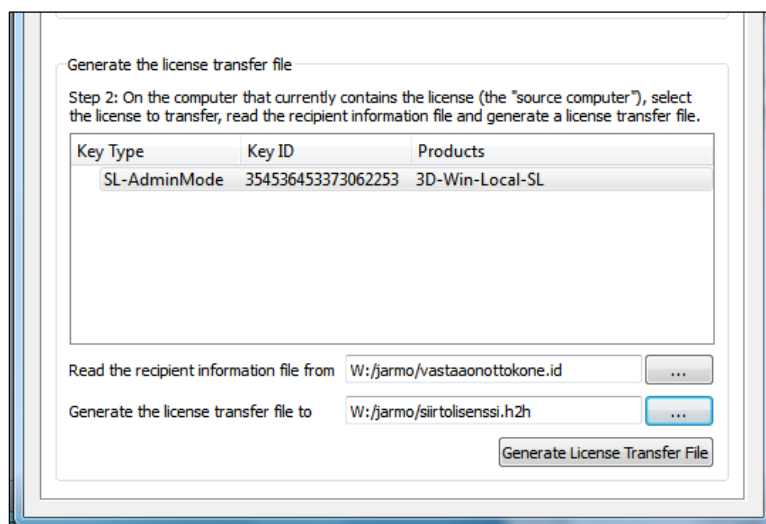 Generate the license transfer file
Step 2: On the computer that currently contains the license (the "source computer"), select
the license to transfer, read the recipient information file and generate a license transfer file.
Key Type Key ID Products
SL-AdminMode 354536453373062253 3D-Win-Local-SL
Read the recipient information file from W:/jarmo/vastaaonottokone.id ...
Generate the license transfer file to W:/jarmo/siirtolisenssi.h2h ...
Generate License Transfer File